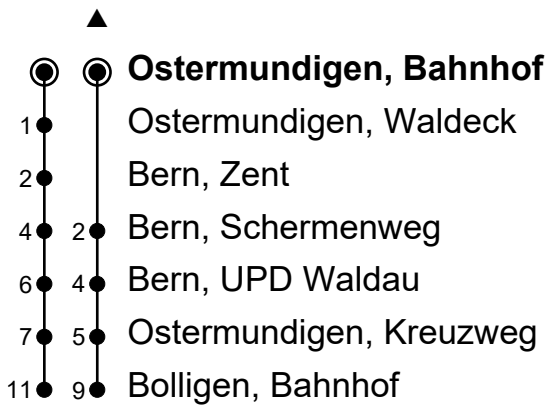 ▲
Ostermundigen, Bahnhof
1 Ostermundigen, Waldeck
2 Bern, Zent
4 2 Bern, Schermenweg
6 4 Bern, UPD Waldau
7 5 Ostermundigen, Kreuzweg
11 9 Bolligen, Bahnhof